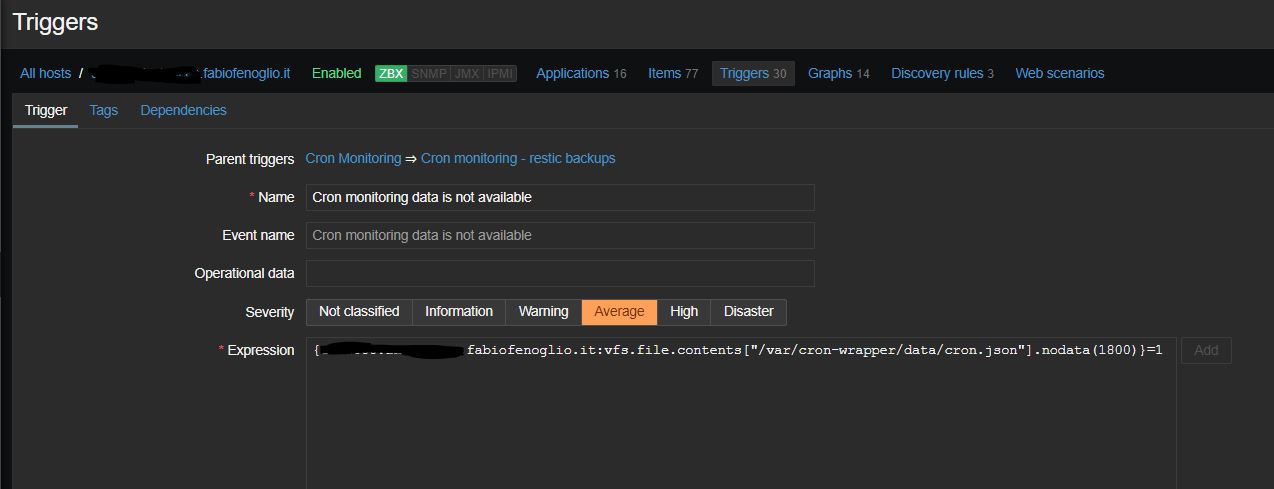 Triggers
All hosts / .fabiofenoglio.it Enabled ZBX SNMP JMX IPMI Applications 16 Items 77 Triggers 30 Graphs 14 Discovery rules 3 Web scenarios
Trigger Tags Dependencies
Parent triggers Cron Monitoring ⇒ Cron monitoring - restic backups
* Name Cron monitoring data is not available
Event name Cron monitoring data is not available
Operational data
Severity Not classified Information Warning Average High Disaster
* Expression { .fabiofenoglio.it:vfs.file.contents["/var/cron-wrapper/data/cron.json"].nodata(1800)}=1 Add